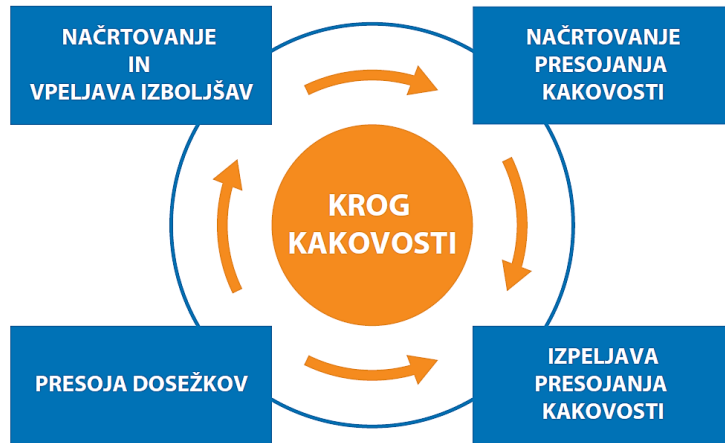 NAČRTOVANJE
IN
VPELJAVA IZBOLJŠAV
NAČRTOVANJE
PRESOJANJA
KAKOVOSTI
KROG
KAKOVOSTI
PRESOJA DOSEŽKOV
IZPELJAVA
PRESOJANJA
KAKOVOSTI